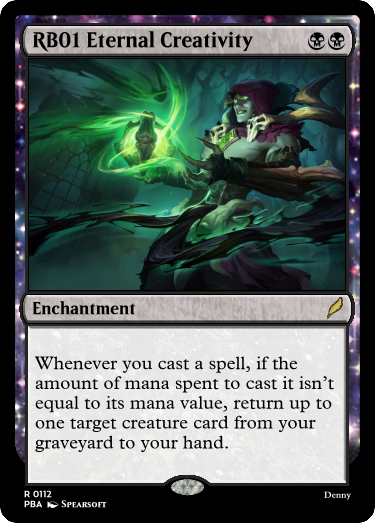 RB01 Eternal Creativity
Enchantment
Whenever you cast a spell, if the
amount of mana spent to cast it isn't
equal to its mana value, return up to
one target creature card from your
graveyard to your hand.
R 0112
Denny
PBA Spearsoft